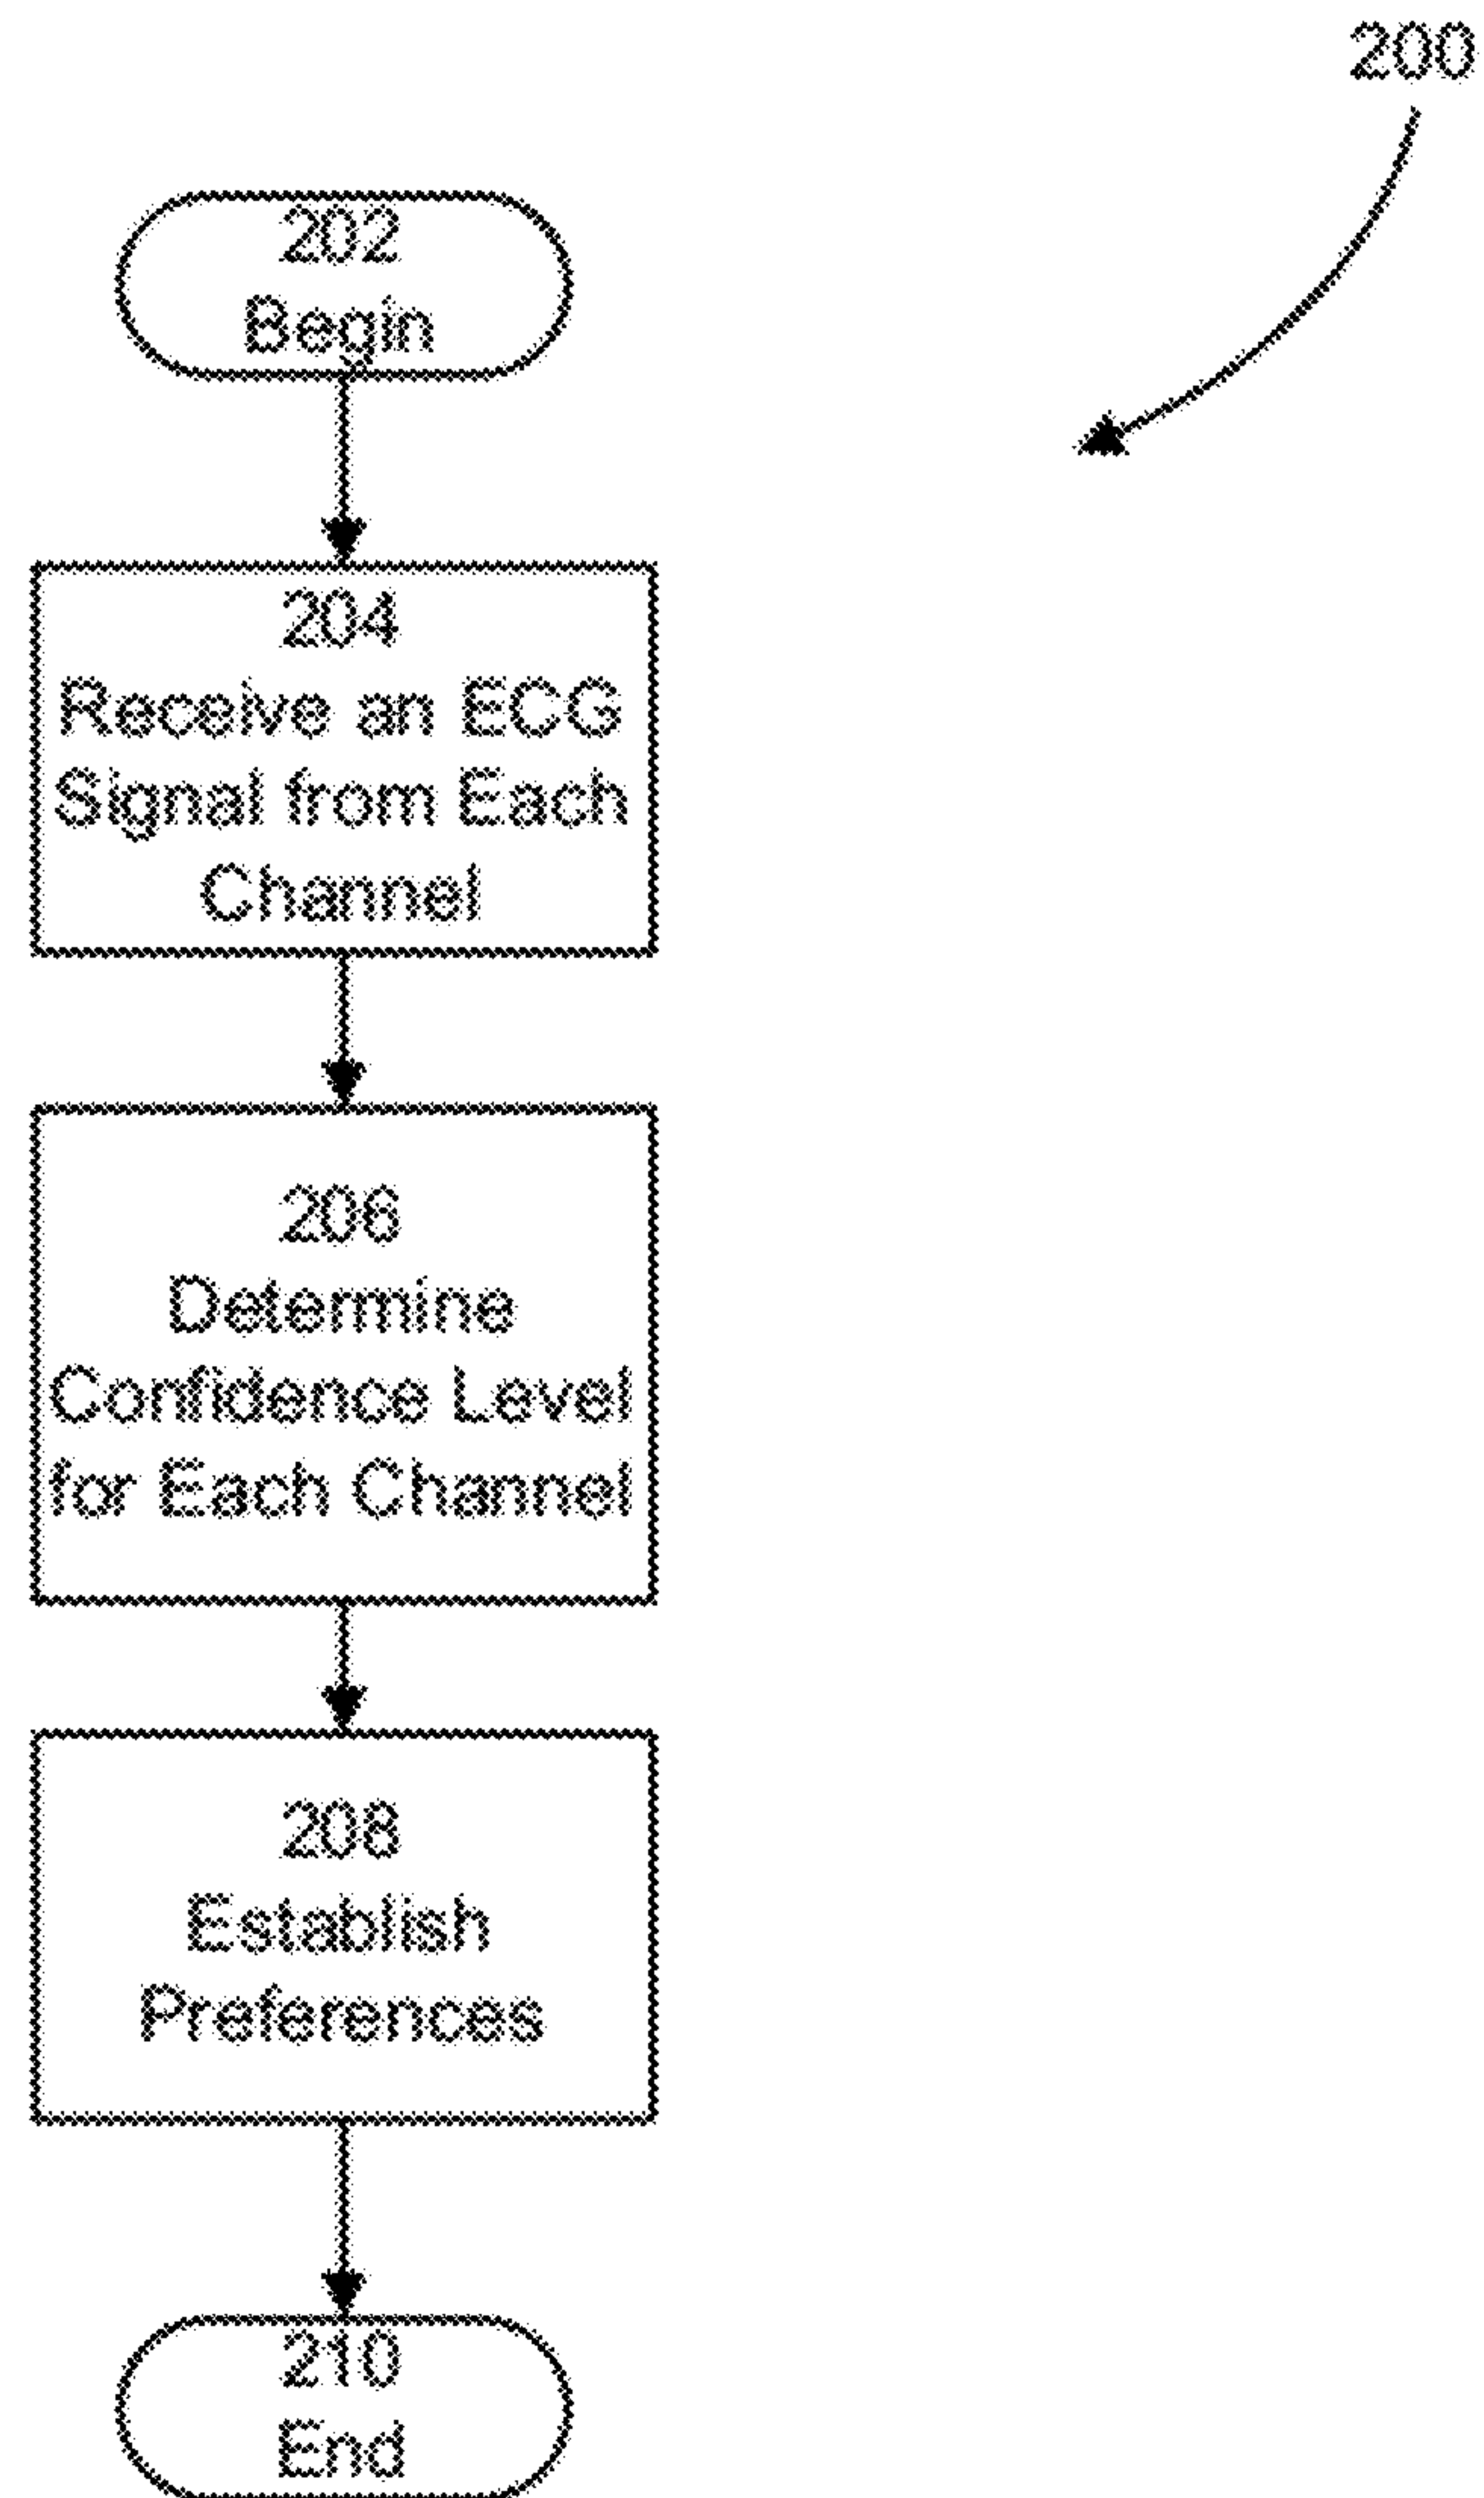 200
202
Begin
204
Receive an ECG
Signal from Each
Channel
206
Determine
Confidence Level
for Each Channel
208
Establish
Preferences
210
End